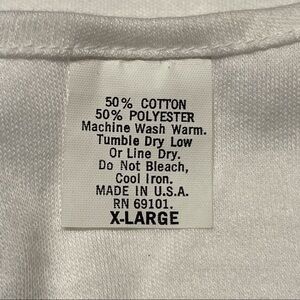 50% COTTON
50% POLYESTER
Machine Wash Warm.
Tumble Dry Low
Or Line Dry.
Do Not Bleach,
Cool Iron.
MADE IN U.S.A.
RN 69101.
X-LARGE